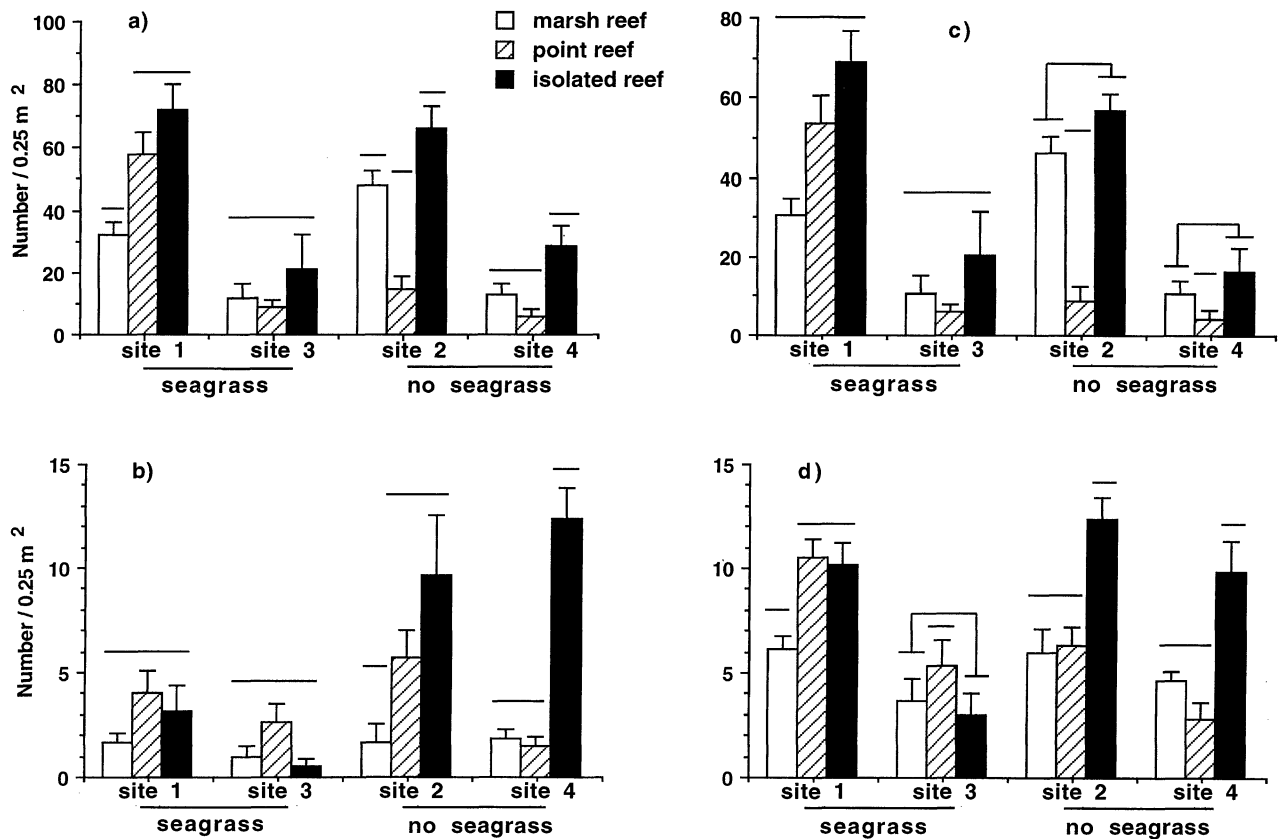 a)
marsh reef
point reef
isolated reef
Number / 0.25 m 2
100
80
60
40
20
0
site 1 site 3 site 2 site 4
seagrass no seagrass
c)
80
60
40
20
0
site 1 site 3 site 2 site 4
seagrass no seagrass
b)
Number / 0.25 m 2
15
10
5
0
site 1 site 3 site 2 site 4
seagrass no seagrass
d)
15
10
5
0
site 1 site 3 site 2 site 4
seagrass no seagrass